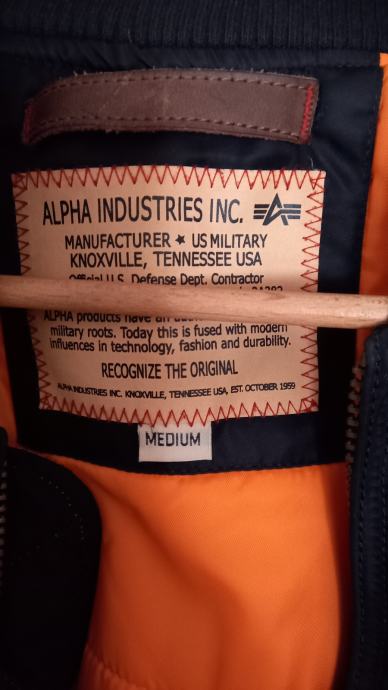 ALPHA INDUSTRIES INC.
MANUFACTURER ★ US MILITARY
KNOXVILLE, TENNESSEE USA
Official U.S. Defense Dept. Contractor
ALPHA products have an
military roots. Today this is fused with modern
influences in technology, fashion and durability.
RECOGNIZE THE ORIGINAL
ALPHA INDUSTRIES INC. KNOXVILLE, TENNESSEE USA, EST. OCTOBER 1959
MEDIUM